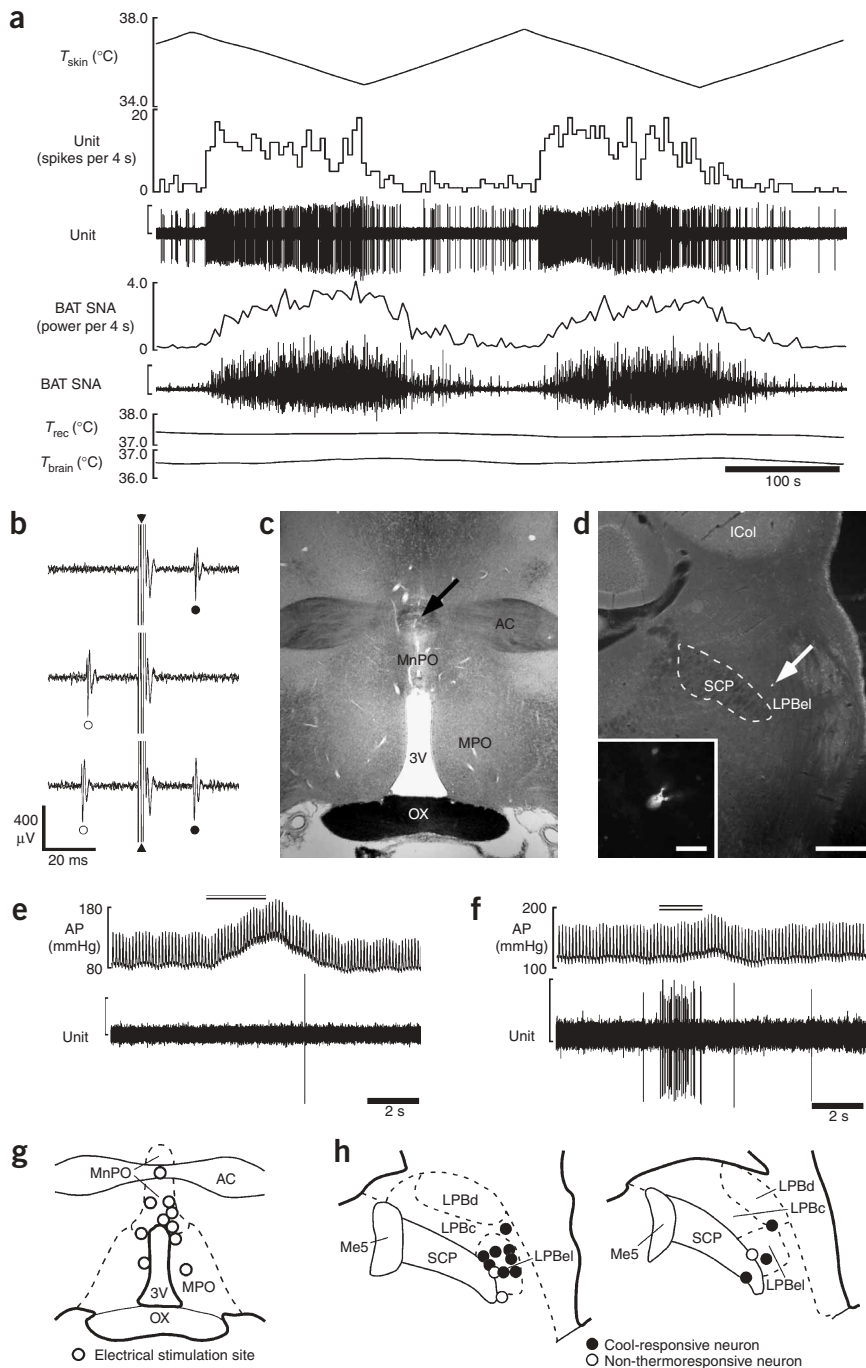 a
38.0
Tskin (°C)
34.0
20
Unit
(spikes per 4 s)
0
Unit
4.0
BAT SNA
(power per 4 s)
0
BAT SNA
38.0
Trec (°C)
37.0
37.0
Tbrain (°C)
36.0
100 s
b
400
µV
20 ms
c
AC
MnPO
3V
MPO
OX
d
ICol
SCP
LPBel
e
180
AP
(mmHg)
80
Unit
2 s
f
200
AP
(mmHg)
100
Unit
2 s
g
MnPO
AC
3V
MPO
OX
Electrical stimulation site
h
LPBd
LPBc
Me5
SCP
LPBel
LPBd
LPBc
Me5
SCP
LPBel
Cool-responsive neuron
Non-thermoresponsive neuron